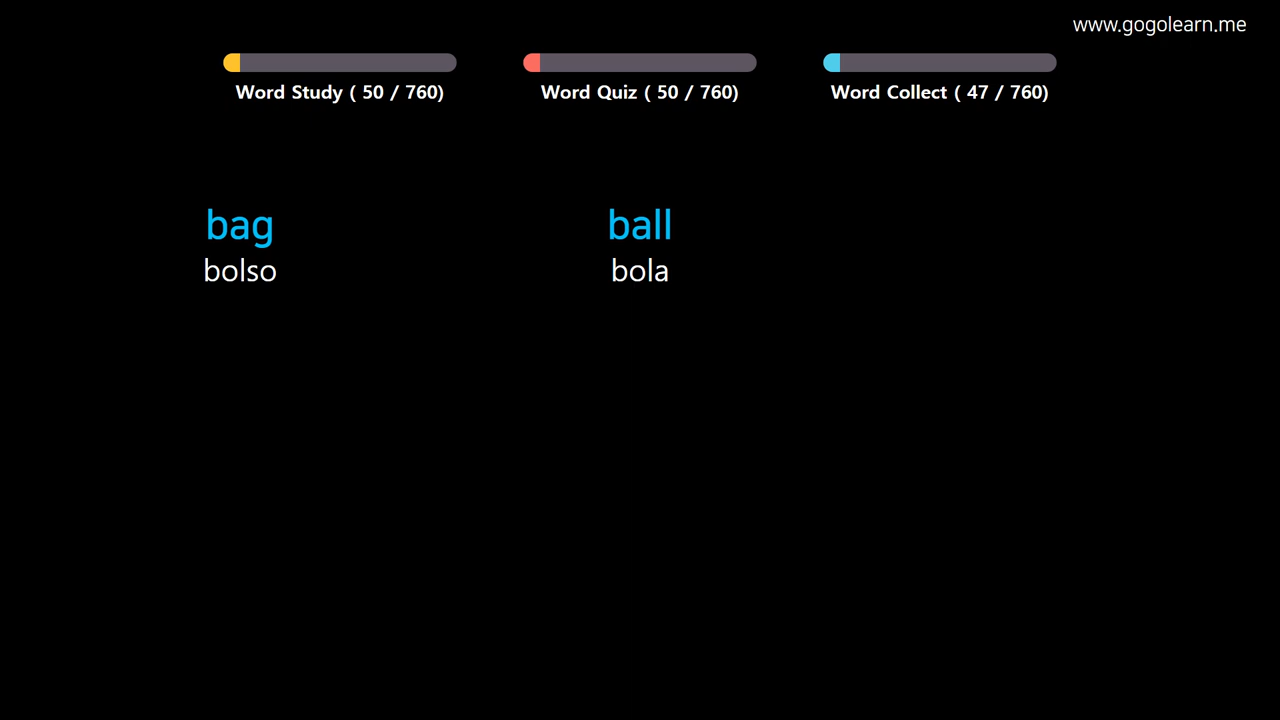 www.gogolearn.me
Word Study ( 50 / 760)
Word Quiz ( 50 / 760)
Word Collect ( 47 / 760)
bag
bolso
ball
bola